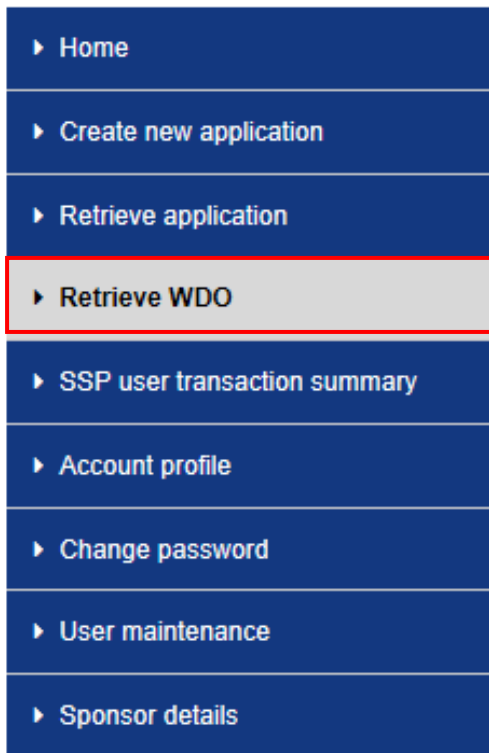 Home
Create new application
Retrieve application
Retrieve WDO
SSP user transaction summary
Account profile
Change password
User maintenance
Sponsor details